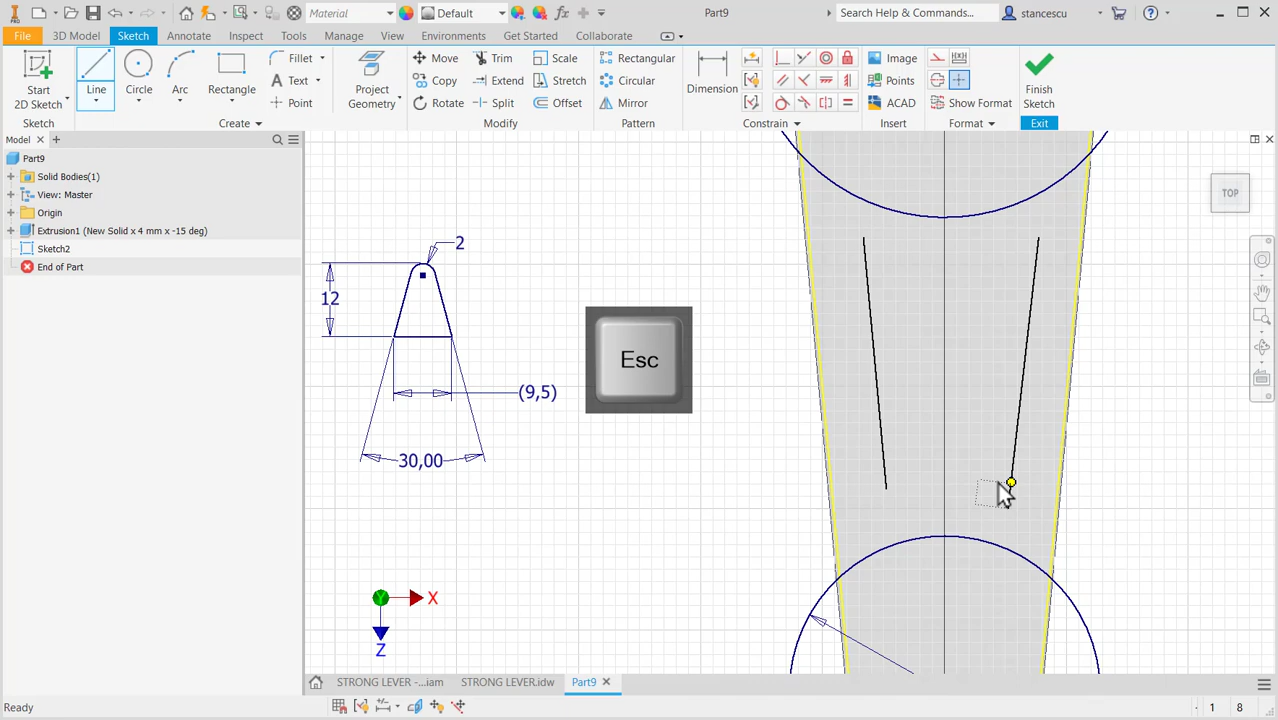 PRO
Material
Default
Part9
Search Help & Commands...
stancescu
File
3D Model
Sketch
Annotate
Inspect
Tools
Manage
View
Environments
Get Started
Collaborate
Start
2D Sketch
Line
Circle
Arc
Rectangle
Fillet
Text
Point
Project
Geometry
Move
Copy
Rotate
Trim
Extend
Split
Scale
Stretch
Offset
Rectangular
Circular
Mirror
Dimension
Image
Points
ACAD
Show Format
Finish
Sketch
Sketch
Create
Modify
Pattern
Constrain
Insert
Format
Exit
Model
Part9
Solid Bodies(1)
View: Master
Origin
Extrusion1 (New Solid x 4 mm x -15 deg)
Sketch2
End of Part
2
12
(9,5)
30,00
Esc
TOP
X
Y
Z
STRONG LEVER -...iam
STRONG LEVER.idw
Part9
Ready
1
8